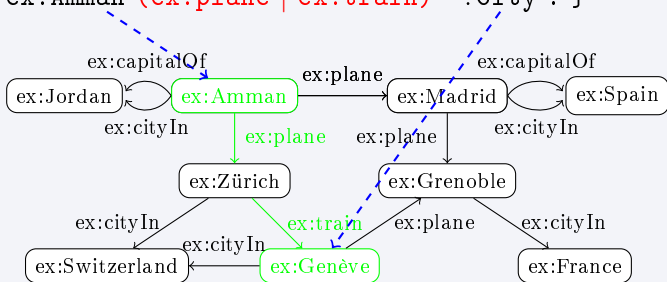 ex:Amman (ex:plane | ex:train) ?City . }
ex:capitalOf ex:plane ex:capitalOf
ex:Jordan ex:Amman ex:Madrid ex:Spain
ex:cityIn ex:cityIn
ex:plane ex:plane
ex:Zürich ex:Grenoble
ex:cityIn ex:train ex:plane ex:cityIn
ex:cityIn
ex:Switzerland ex:Genève ex:France